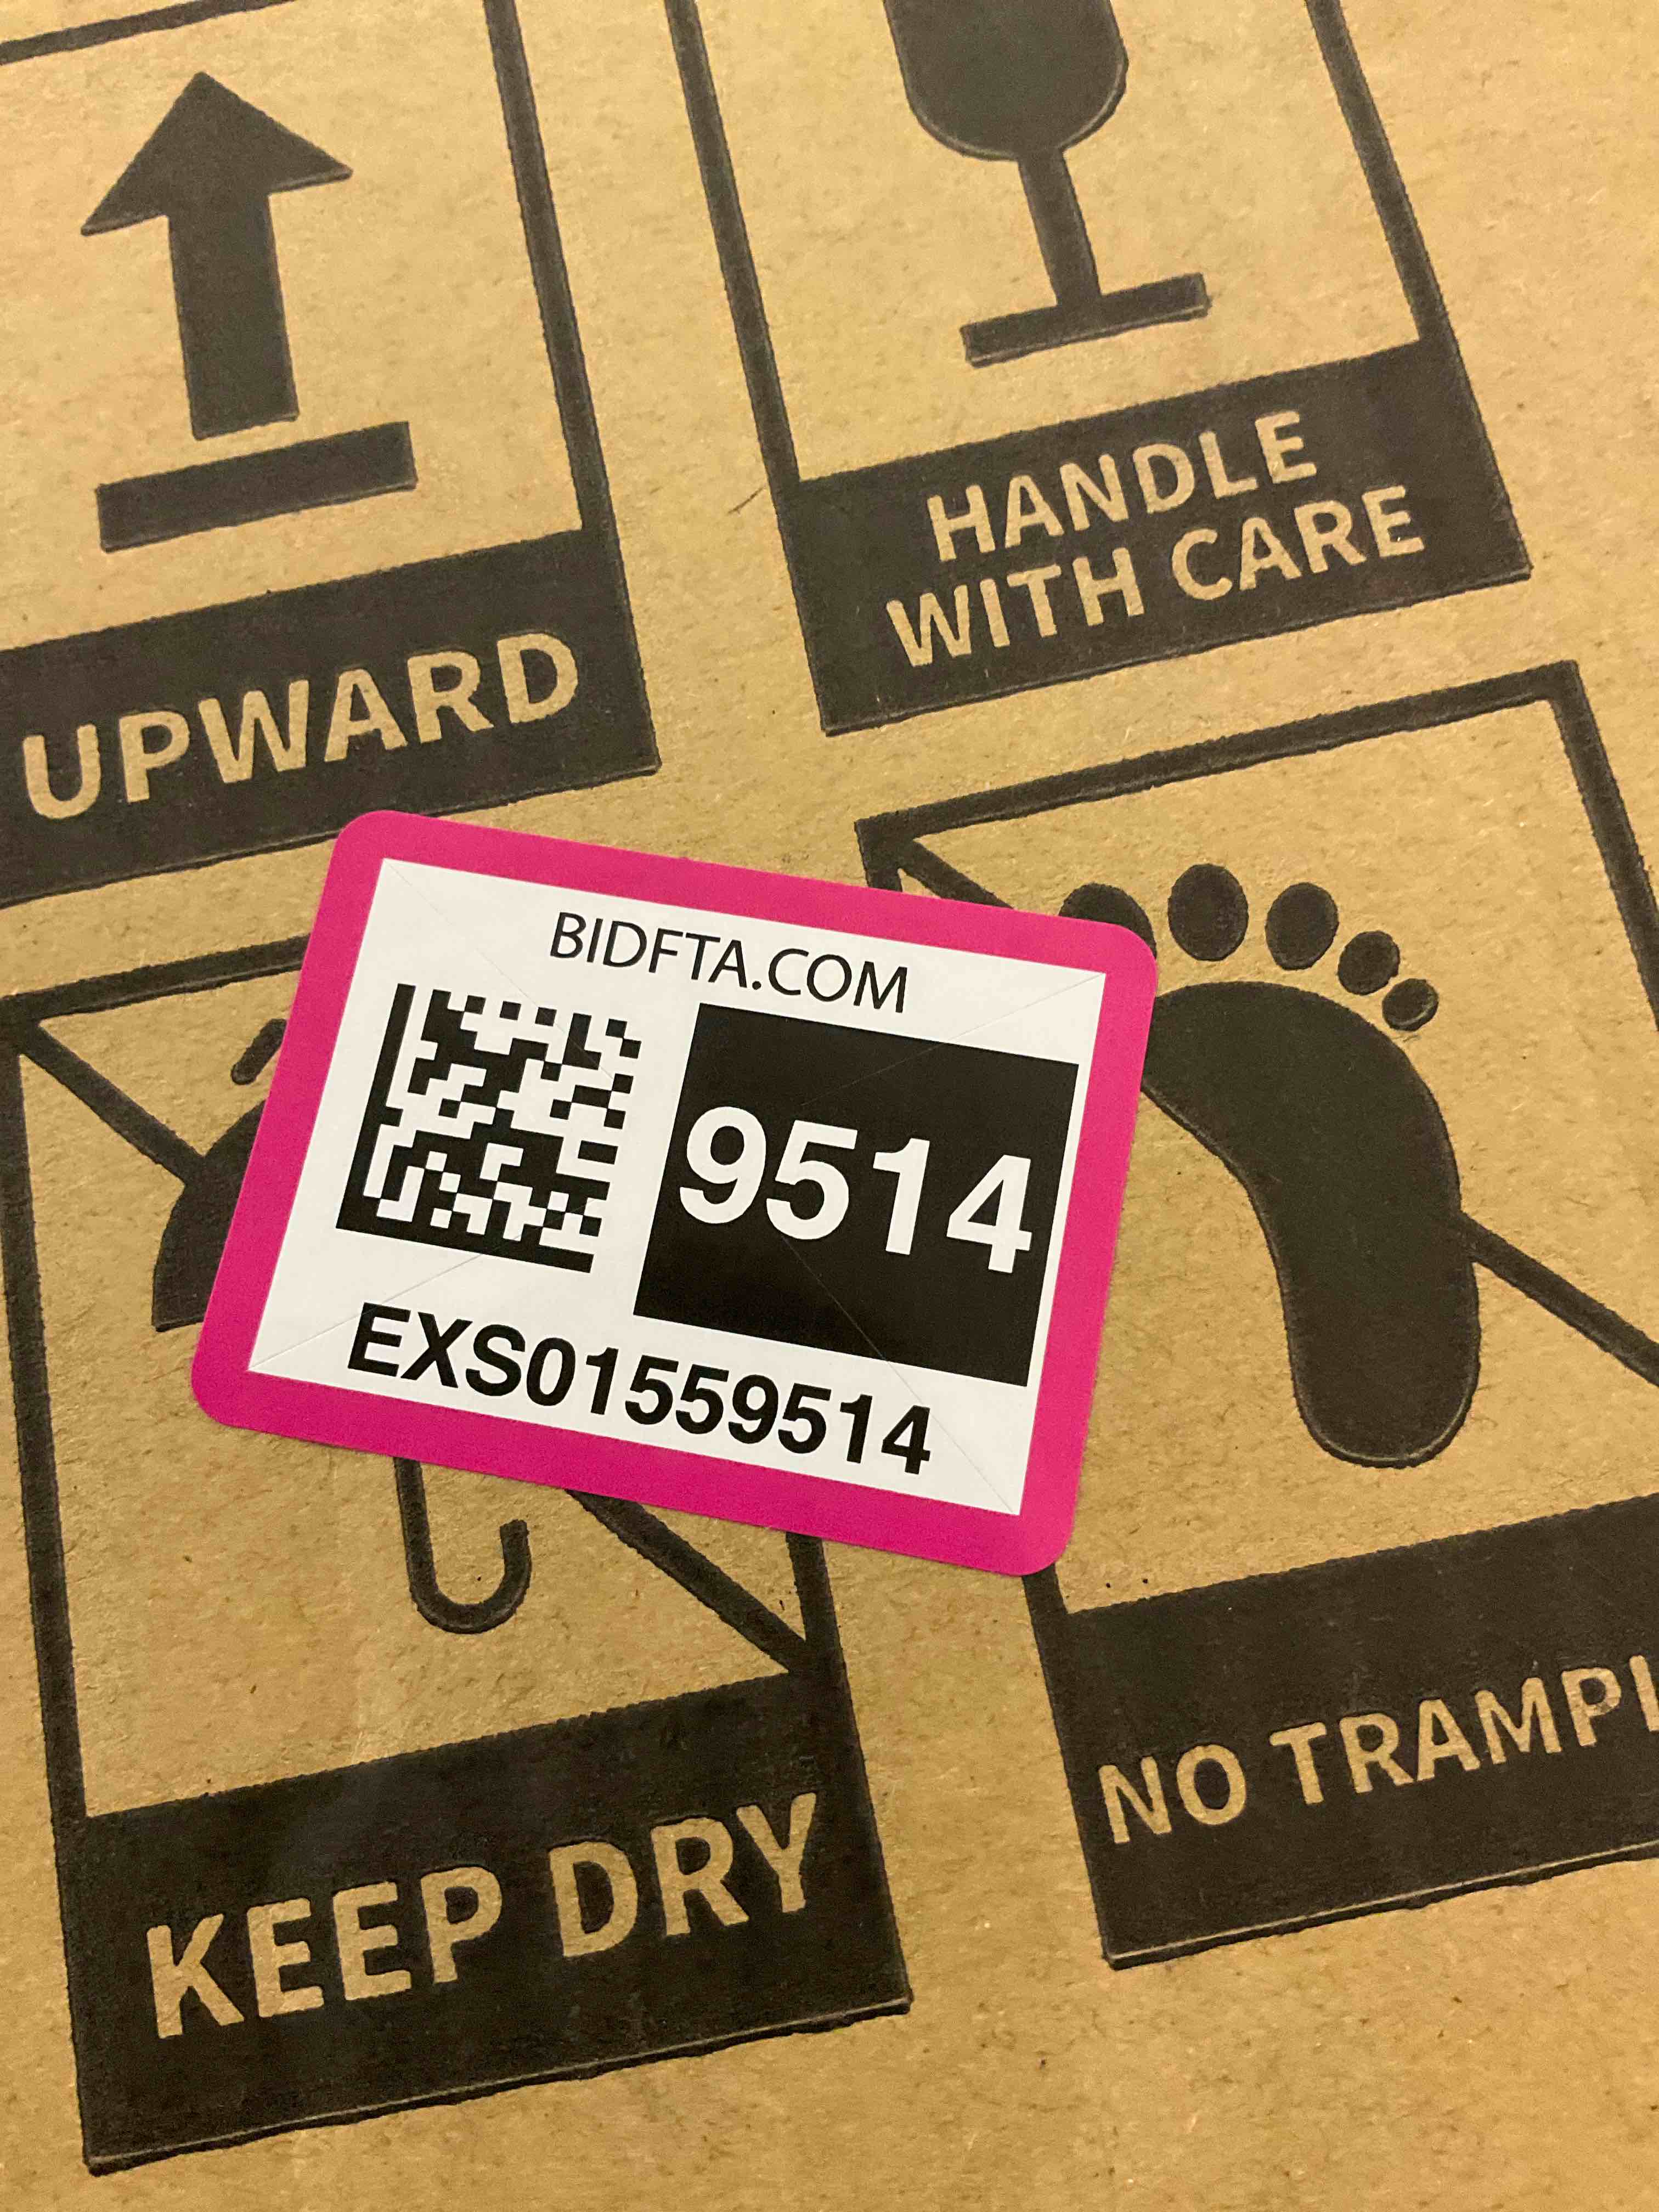 UPWARD
HANDLE
WITH CARE
BIDFTA.COM
9514
EXS01559514
KEEP DRY
NO TRAMPL